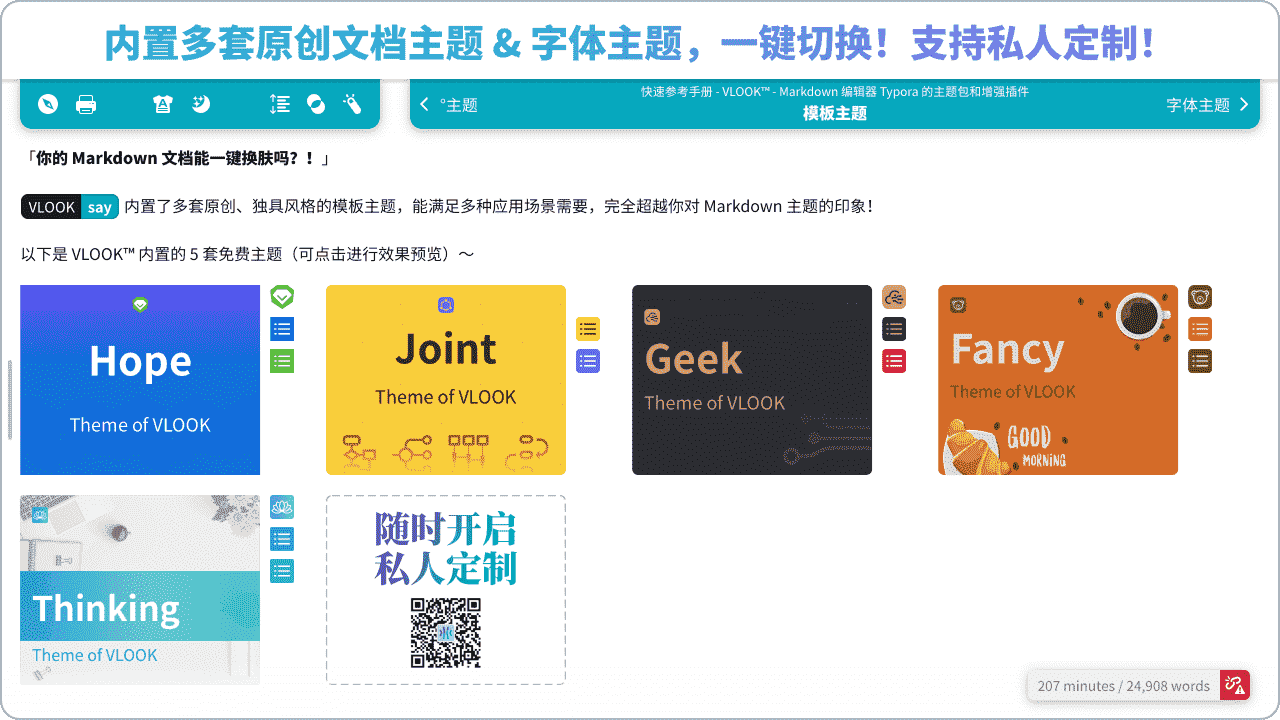 内置多套原创文档主题 & 字体主题，一键切换！支持私人定制！
°主题
快速参考手册 - VLOOK™ - Markdown 编辑器 Typora 的主题包和增强插件
模板主题
字体主题
「你的 Markdown 文档能一键换肤吗？！」
VLOOK say 内置了多套原创、独具风格的模板主题，能满足多种应用场景需要，完全超越你对 Markdown 主题的印象！
以下是 VLOOK™ 内置的 5 套免费主题（可点击进行效果预览）～
Hope
Theme of VLOOK
Joint
Theme of VLOOK
Geek
Theme of VLOOK
Fancy
Theme of VLOOK
GOOD
MORNING
Thinking
Theme of VLOOK
随时开启
私人定制
207 minutes / 24,908 words